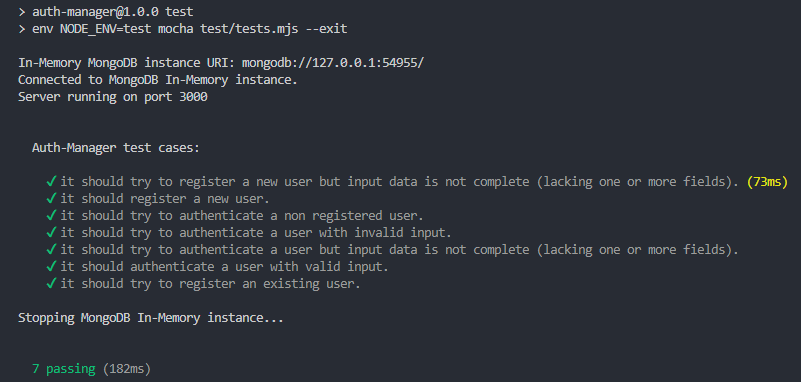 > auth-manager@1.0.0 test
> env NODE_ENV=test mocha test/tests.mjs --exit
In-Memory MongoDB instance URI: mongodb://127.0.0.1:54955/
Connected to MongoDB In-Memory instance.
Server running on port 3000
Auth-Manager test cases:
✓ it should try to register a new user but input data is not complete (lacking one or more fields). (73ms)
✓ it should register a new user.
✓ it should try to authenticate a non registered user.
✓ it should try to authenticate a user with invalid input.
✓ it should try to authenticate a user but input data is not complete (lacking one or more fields).
✓ it should authenticate a user with valid input.
✓ it should try to register an existing user.
Stopping MongoDB In-Memory instance...
7 passing (182ms)